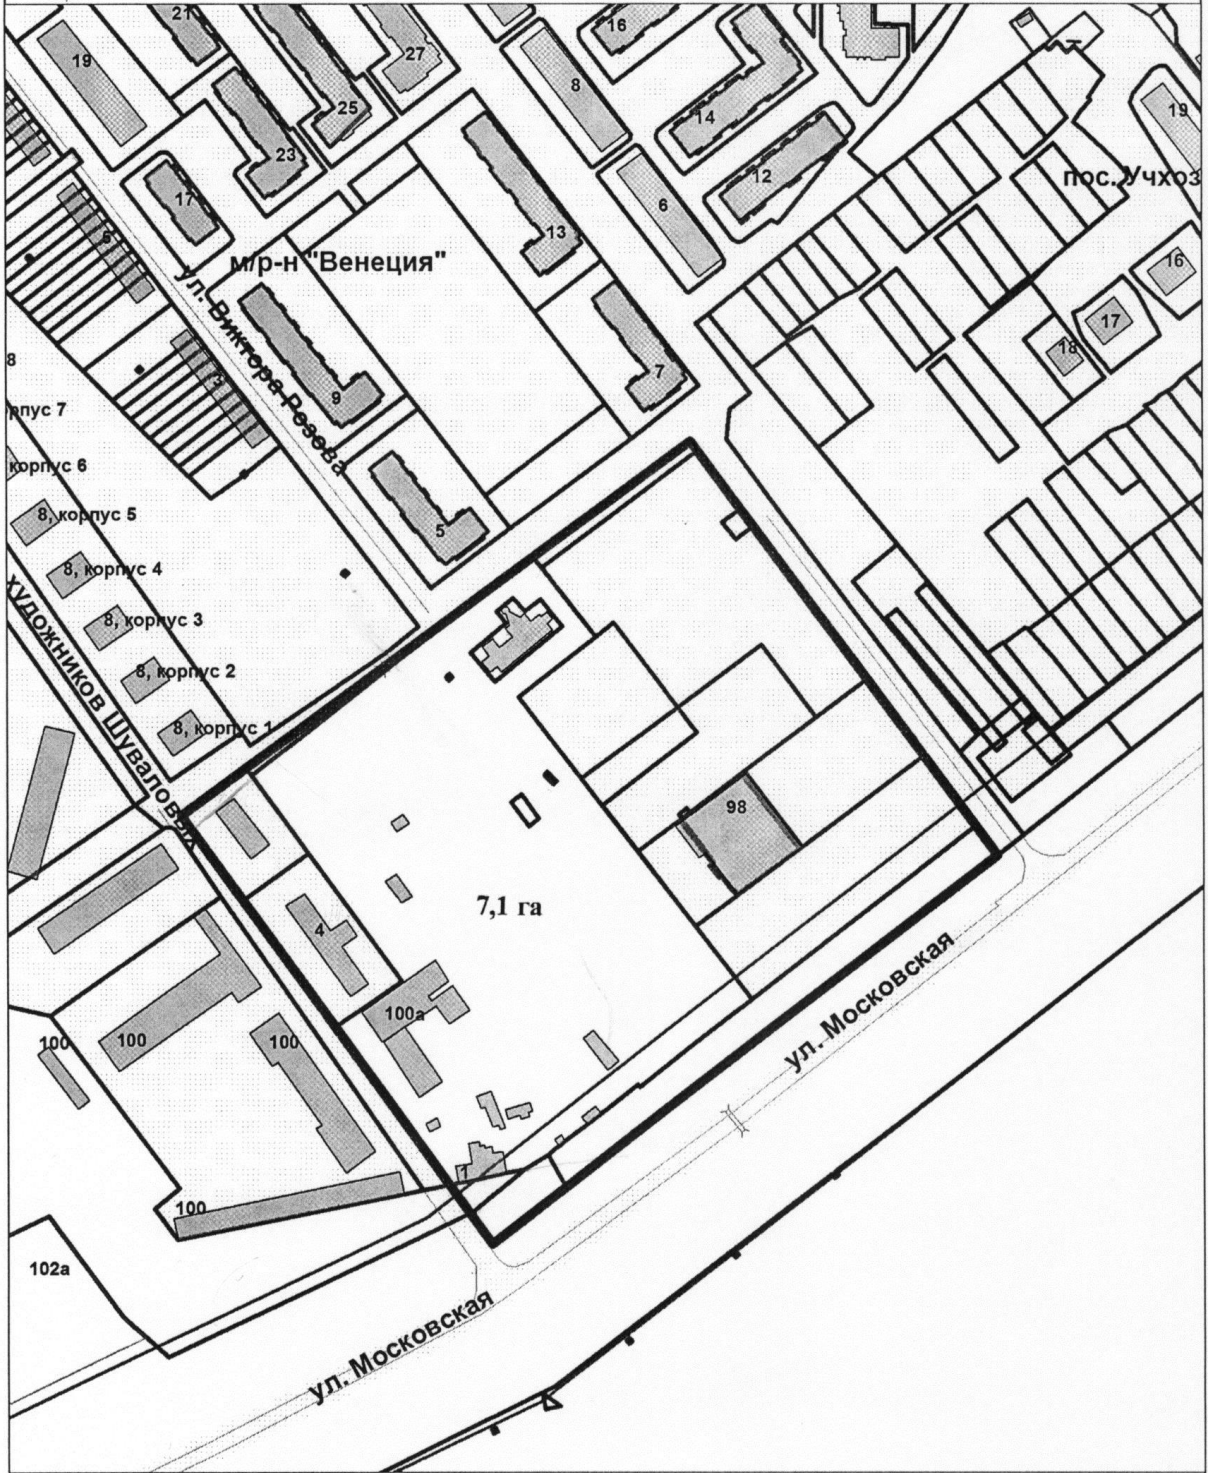 21
16
27
19
8
25
14
19
23
12
пос. Учхоз
17
6
5
13
м/р-н "Венеция"
16
ул. Виктора Розова
17
18
8
7
3
9
рпус 7
корпус 6
8, корпус 5
5
8, корпус 4
художников Шуваловых
8, корпус 3
8, корпус 2
8, корпус 1
98
7,1 га
4
100а
ул. Московская
100
100
100
1
100
102а
ул. Московская